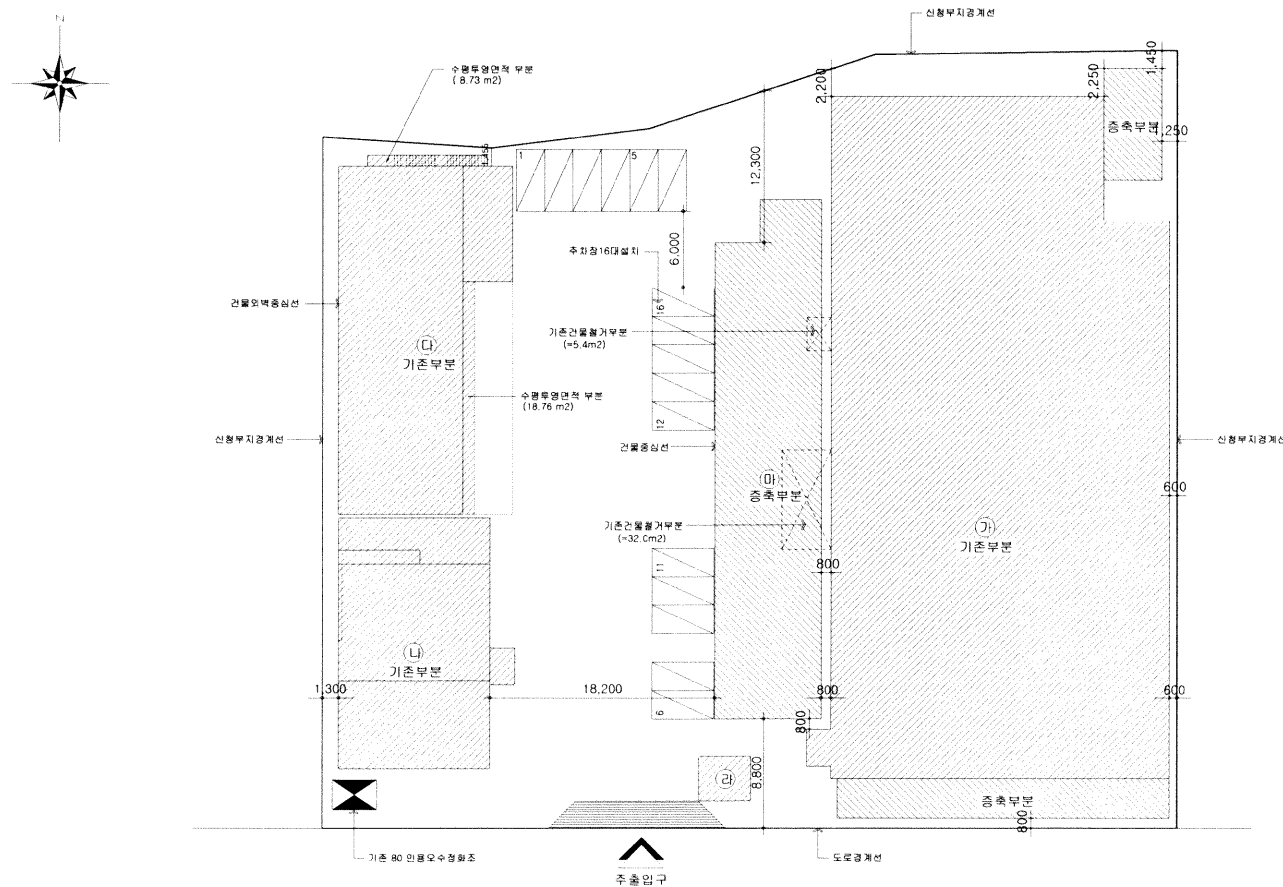 N
신청부지경계선
수평투영면적 부분
( 8.73 m2)
1,450
2,200
2,250
증축부분
1,250
1,455
1
5
12,300
6,000
주차장16대설치
16
건물외벽중심선
기존건물철거부분
(=5.4m2)
다
기존부분
수평투영면적 부분
(18.76 m2)
12
신청부지경계선
건물중심선
신청부지경계선
마
증축부분
600
기존건물철거부분
(=32.0m2)
가
기존부분
11
800
나
기존부분
1,300
18,200
800
600
6
800
라
8,800
증축부분
800
기존 80 인용오수정화조
도로경계선
주출입구